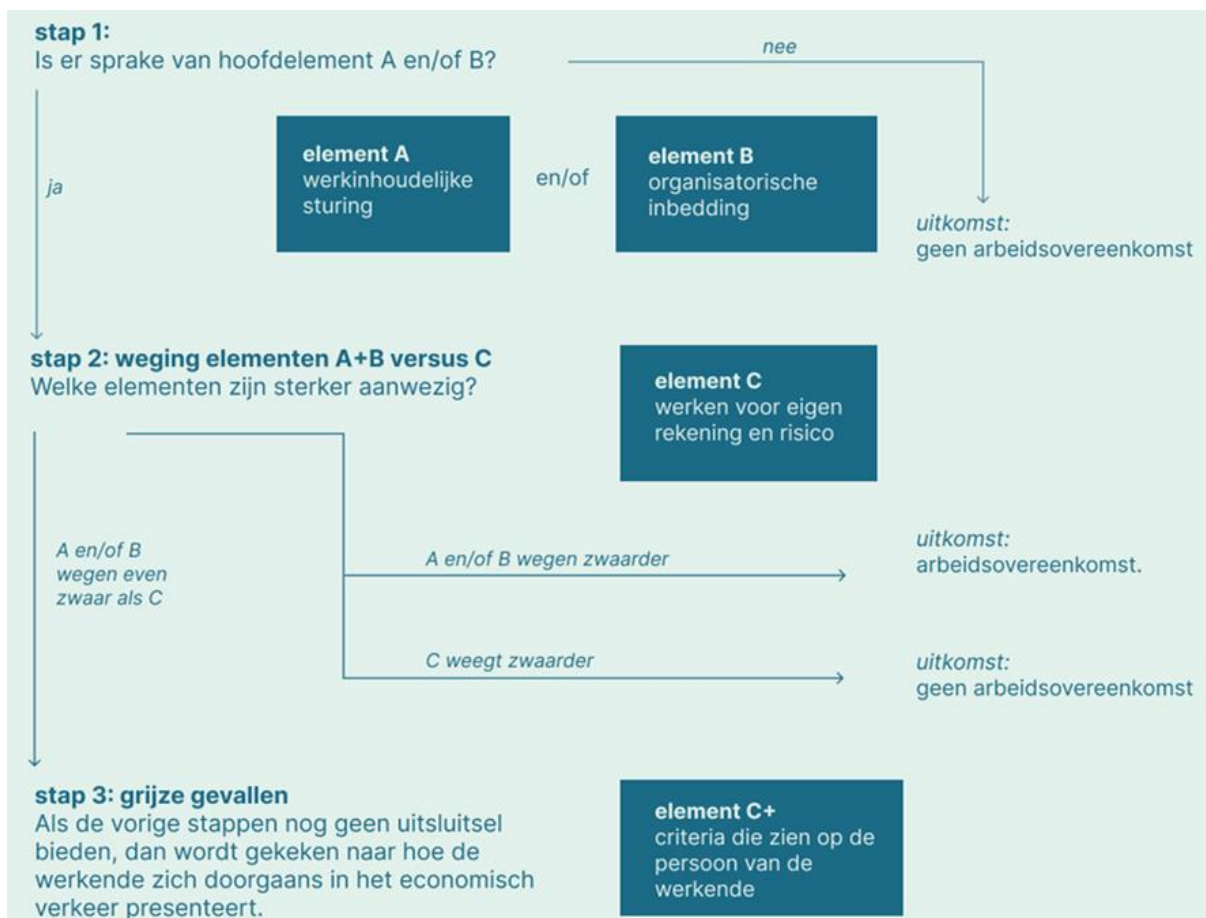 stap 1:
Is er sprake van hoofdelement A en/of B?
nee
ja
element A
werkinhoudelijke
sturing
en/of
element B
organisatorische
inbedding
uitkomst:
geen arbeidsovereenkomst
stap 2: weging elementen A+B versus C
Welke elementen zijn sterker aanwezig?
element C
werken voor eigen
rekening en risico
A en/of B
wegen even
zwaar als C
A en/of B wegen zwaarder
uitkomst:
arbeidsovereenkomst.
C weegt zwaarder
uitkomst:
geen arbeidsovereenkomst
stap 3: grijze gevallen
Als de vorige stappen nog geen uitsluitsel
bieden, dan wordt gekeken naar hoe de
werkende zich doorgaans in het economisch
verkeer presenteert.
element C+
criteria die zien op de
persoon van de
werkende